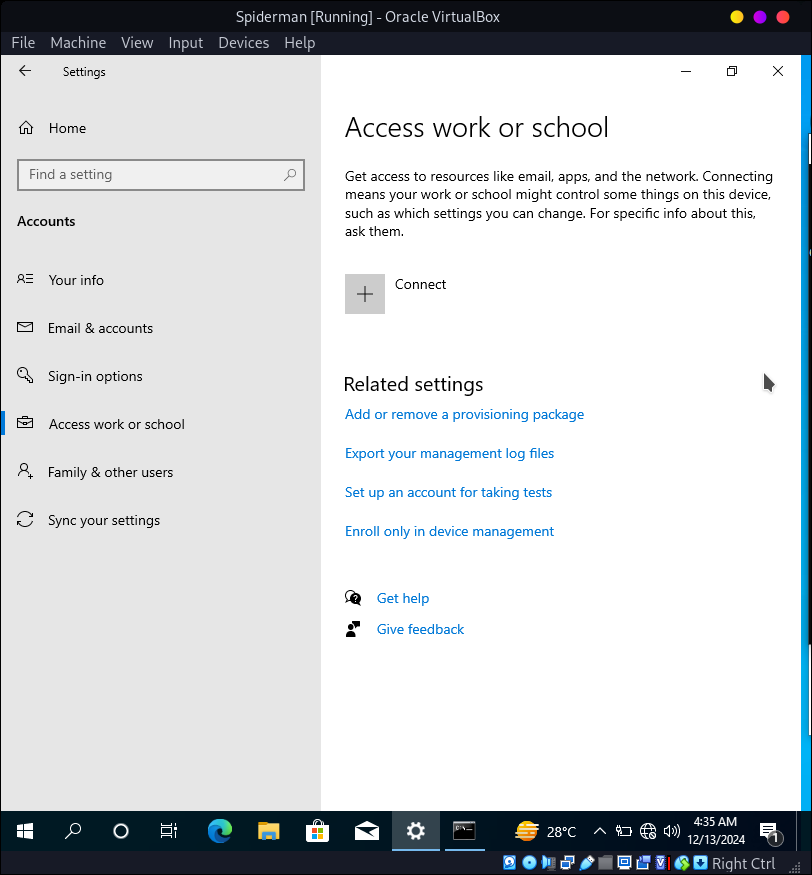 Spiderman [Running] - Oracle VirtualBox
File Machine View Input Devices Help
Settings
Home
Find a setting
Accounts
Your info
Email & accounts
Sign-in options
Access work or school
Family & other users
Sync your settings
Access work or school
Get access to resources like email, apps, and the network. Connecting
means your work or school might control some things on this device,
such as which settings you can change. For specific info about this,
ask them.
Connect
Related settings
Add or remove a provisioning package
Export your management log files
Set up an account for taking tests
Enroll only in device management
Get help
Give feedback
28°C
4:35 AM
12/13/2024
1
Right Ctrl